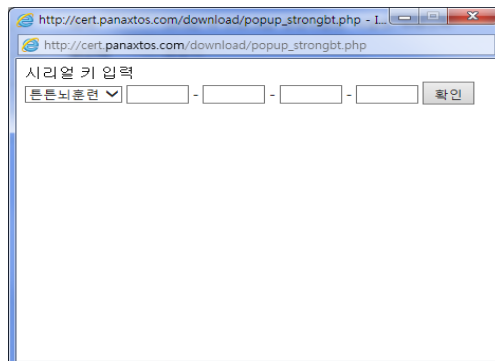 http://cert.panaxtos.com/download/popup_strongbt.php - I...
http://cert.panaxtos.com/download/popup_strongbt.php
시리얼 키 입력
튼튼뇌훈련 - - - 확인